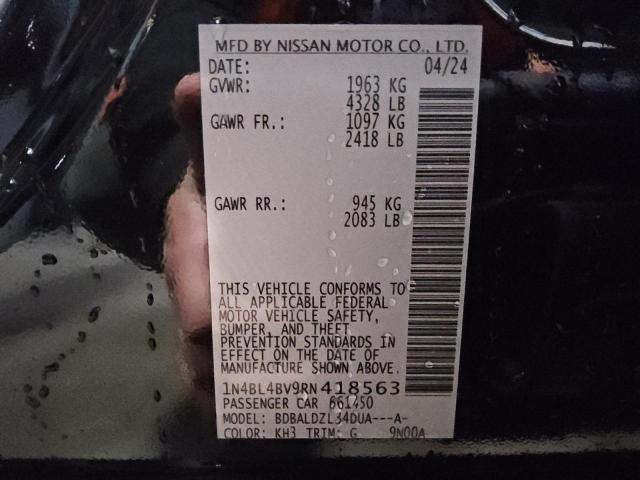 MFD BY NISSAN MOTOR CO., LTD.
DATE: 04/24
GVWR: 1963 KG
4328 LB
GAWR FR.: 1097 KG
2418 LB
GAWR RR.: 945 KG
2083 LB
THIS VEHICLE CONFORMS TO
ALL APPLICABLE FEDERAL
MOTOR VEHICLE SAFETY,
BUMPER, AND THEFT
PREVENTION STANDARDS IN
EFFECT ON THE DATE OF
MANUFACTURE SHOWN ABOVE.
1N4BL4BV9RN418563
PASSENGER CAR 661450
MODEL: BDBALDZL34DUA---A-
COLOR: KH3 TRIM: G 9N00A